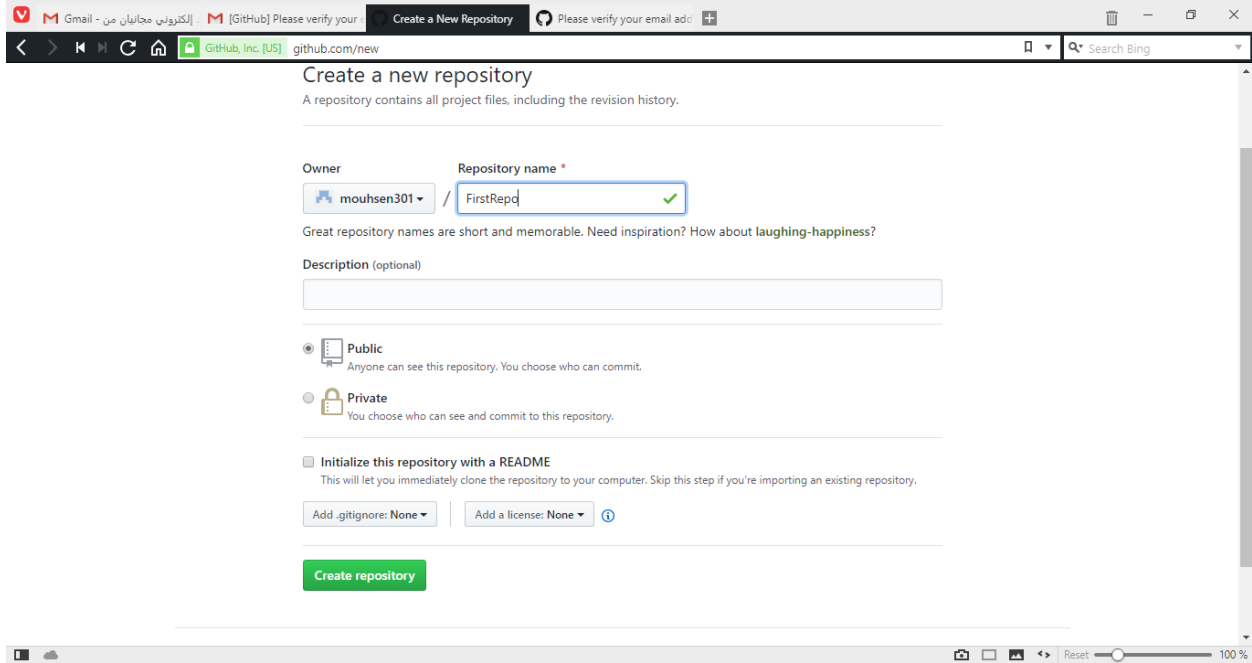 Gmail - إلكتروني مجانيان من
[GitHub] Please verify your
Create a New Repository
Please verify your email add
GitHub, Inc. [US]
github.com/new
Search Bing
Create a new repository
A repository contains all project files, including the revision history.
Owner
Repository name *
mouhsen301
/
FirstRepo
Great repository names are short and memorable. Need inspiration? How about laughing-happiness?
Description (optional)
Public
Anyone can see this repository. You choose who can commit.
Private
You choose who can see and commit to this repository.
Initialize this repository with a README
This will let you immediately clone the repository to your computer. Skip this step if you're importing an existing repository.
Add .gitignore: None
Add a license: None
Create repository
Reset
100 %